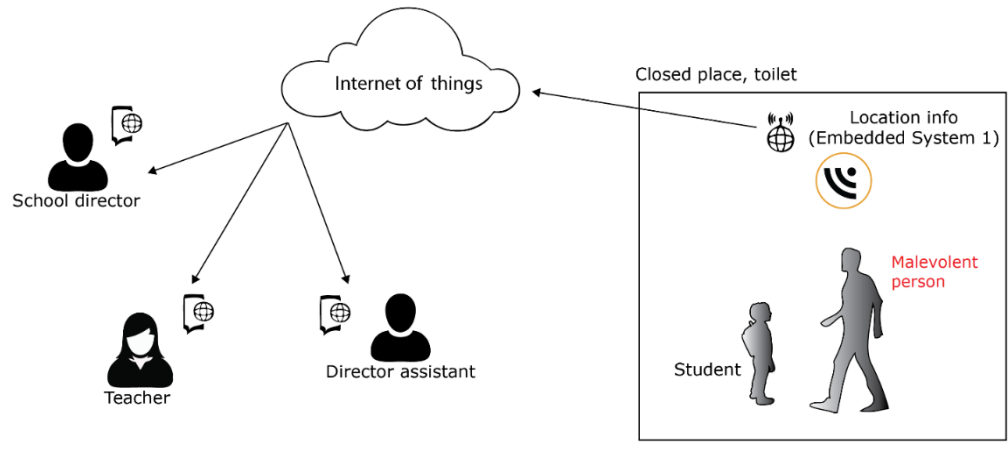 Internet of things
Closed place, toilet
Location info
(Embedded System 1)
School director
Malevolent
person
Student
Director assistant
Teacher